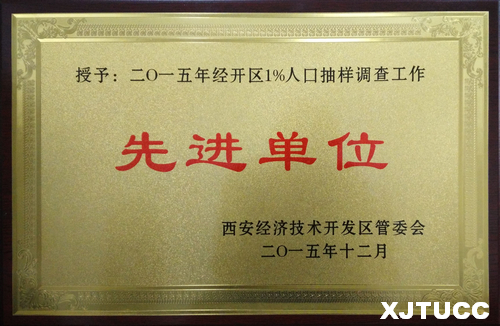 授予：二〇一五年经开区1%人口抽样调查工作
先进单位
西安经济技术开发区管委会
二〇一五年十二月
XJTUCC